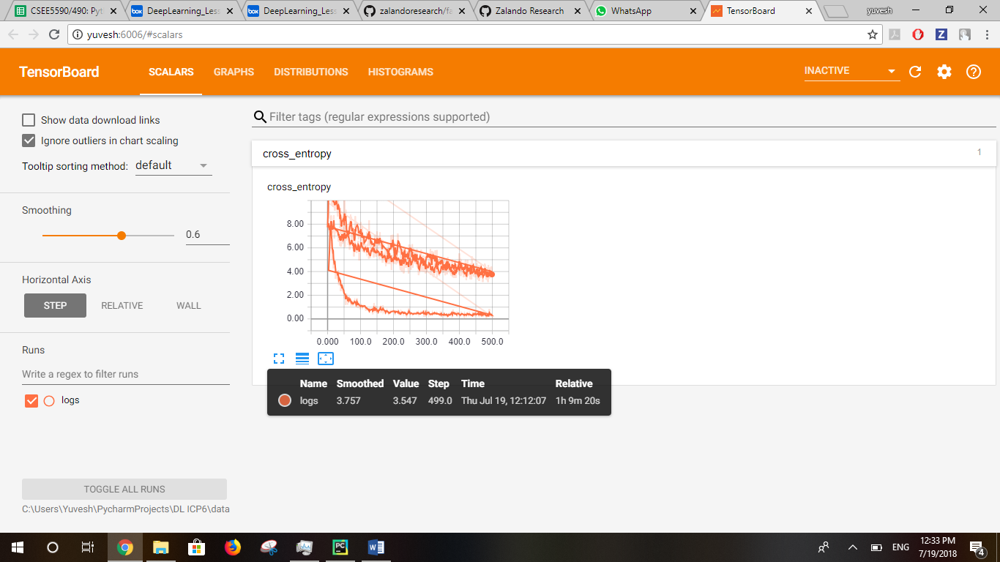 CSEE5590/490: Pyt
DeepLearning_Less
DeepLearning_Less
zalandoresearch/fa
Zalando Research
WhatsApp
TensorBoard
yuvesh
yuvesh:6006/#scalars
TensorBoard
SCALARS
GRAPHS
DISTRIBUTIONS
HISTOGRAMS
INACTIVE
Show data download links
Ignore outliers in chart scaling
Tooltip sorting method: default
Smoothing
0.6
Horizontal Axis
STEP
RELATIVE
WALL
Runs
Write a regex to filter runs
logs
TOGGLE ALL RUNS
C:\Users\Yuvesh\PycharmProjects\DL ICP6\data
Filter tags (regular expressions supported)
cross_entropy
1
cross_entropy
8.00
6.00
4.00
2.00
0.00
0.000 100.0 200.0 300.0 400.0 500.0
Name Smoothed Value Step Time Relative
logs 3.757 3.547 499.0 Thu Jul 19, 12:12:07 1h 9m 20s
ENG
12:33 PM
7/19/2018
4